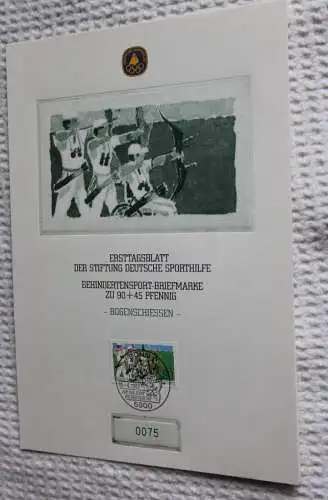 ERSTTAGSBLATT
DER STIFTUNG DEUTSCHE SPORTHILFE
BEHINDERTENSPORT-BRIEFMARKE
ZU 90+45 PFENNIG
- BOGENSCHIESSEN -
0075